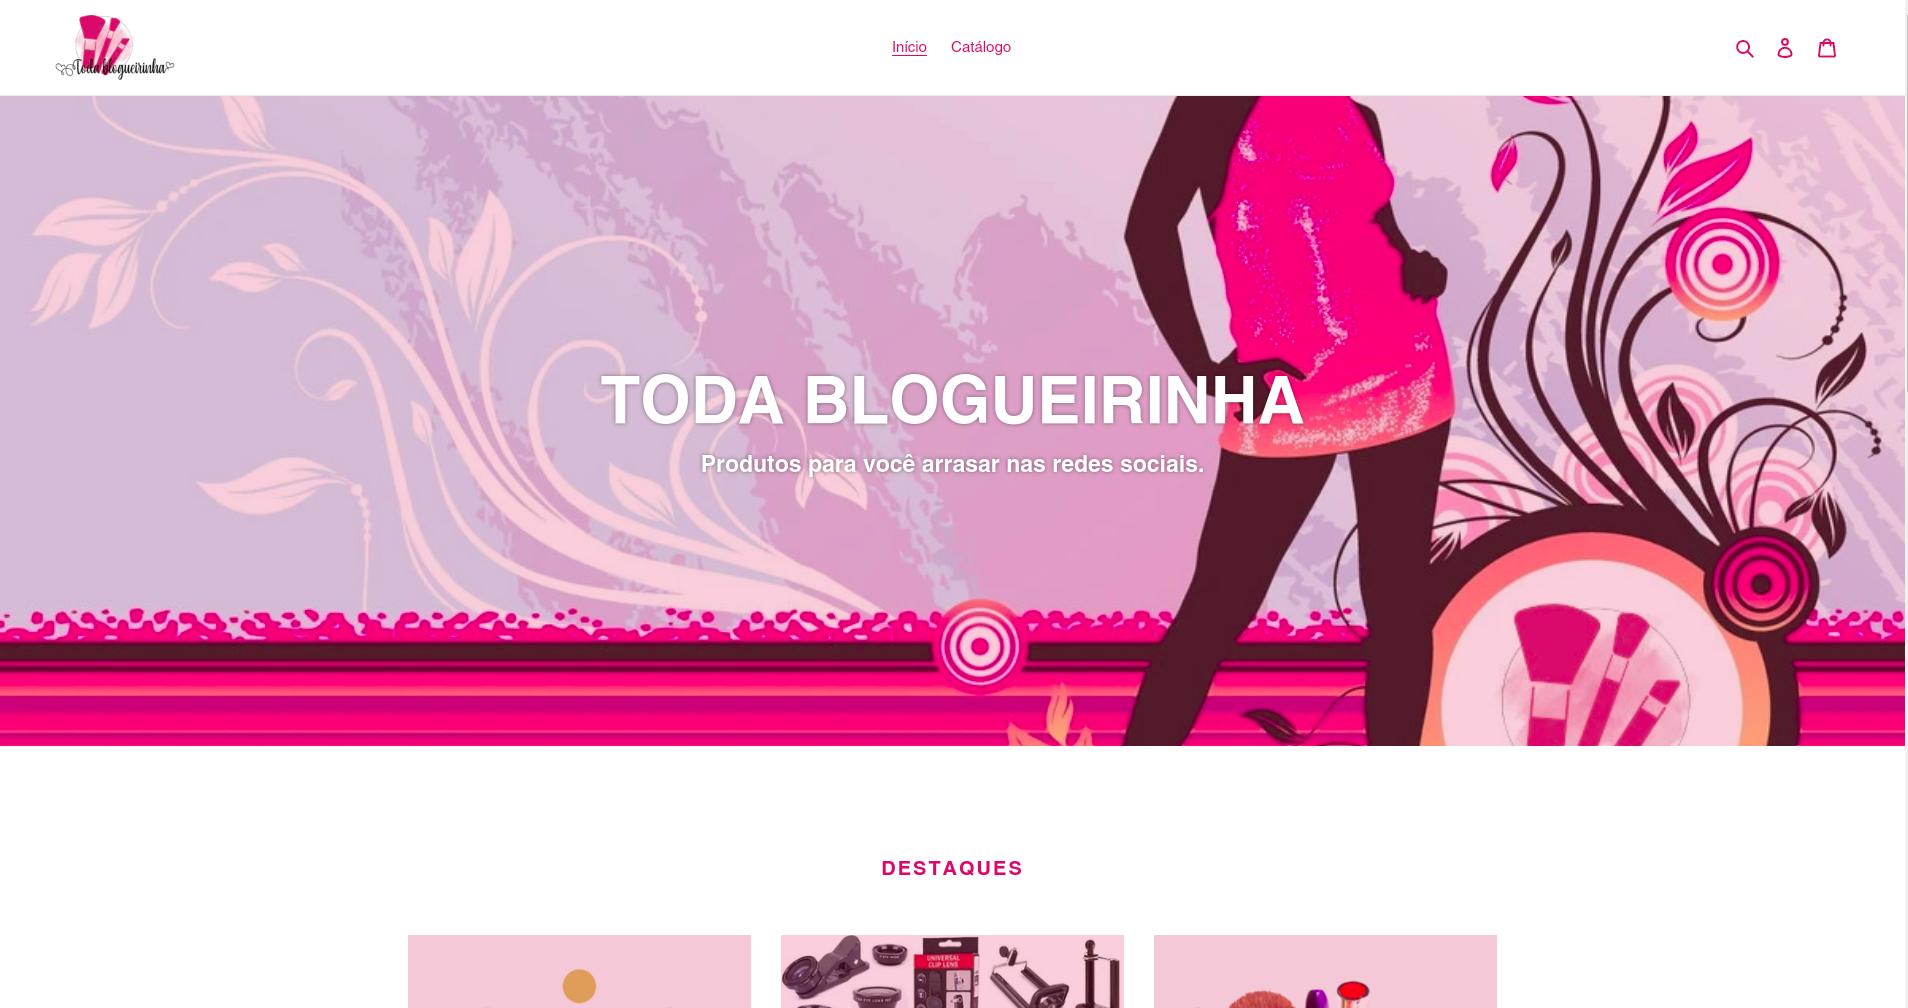 Toda blogueirinha
Início
Catálogo
TODA BLOGUEIRINHA
Produtos para você arrasar nas redes sociais.
DESTAQUES
UNIVERSAL
CLIP LENS